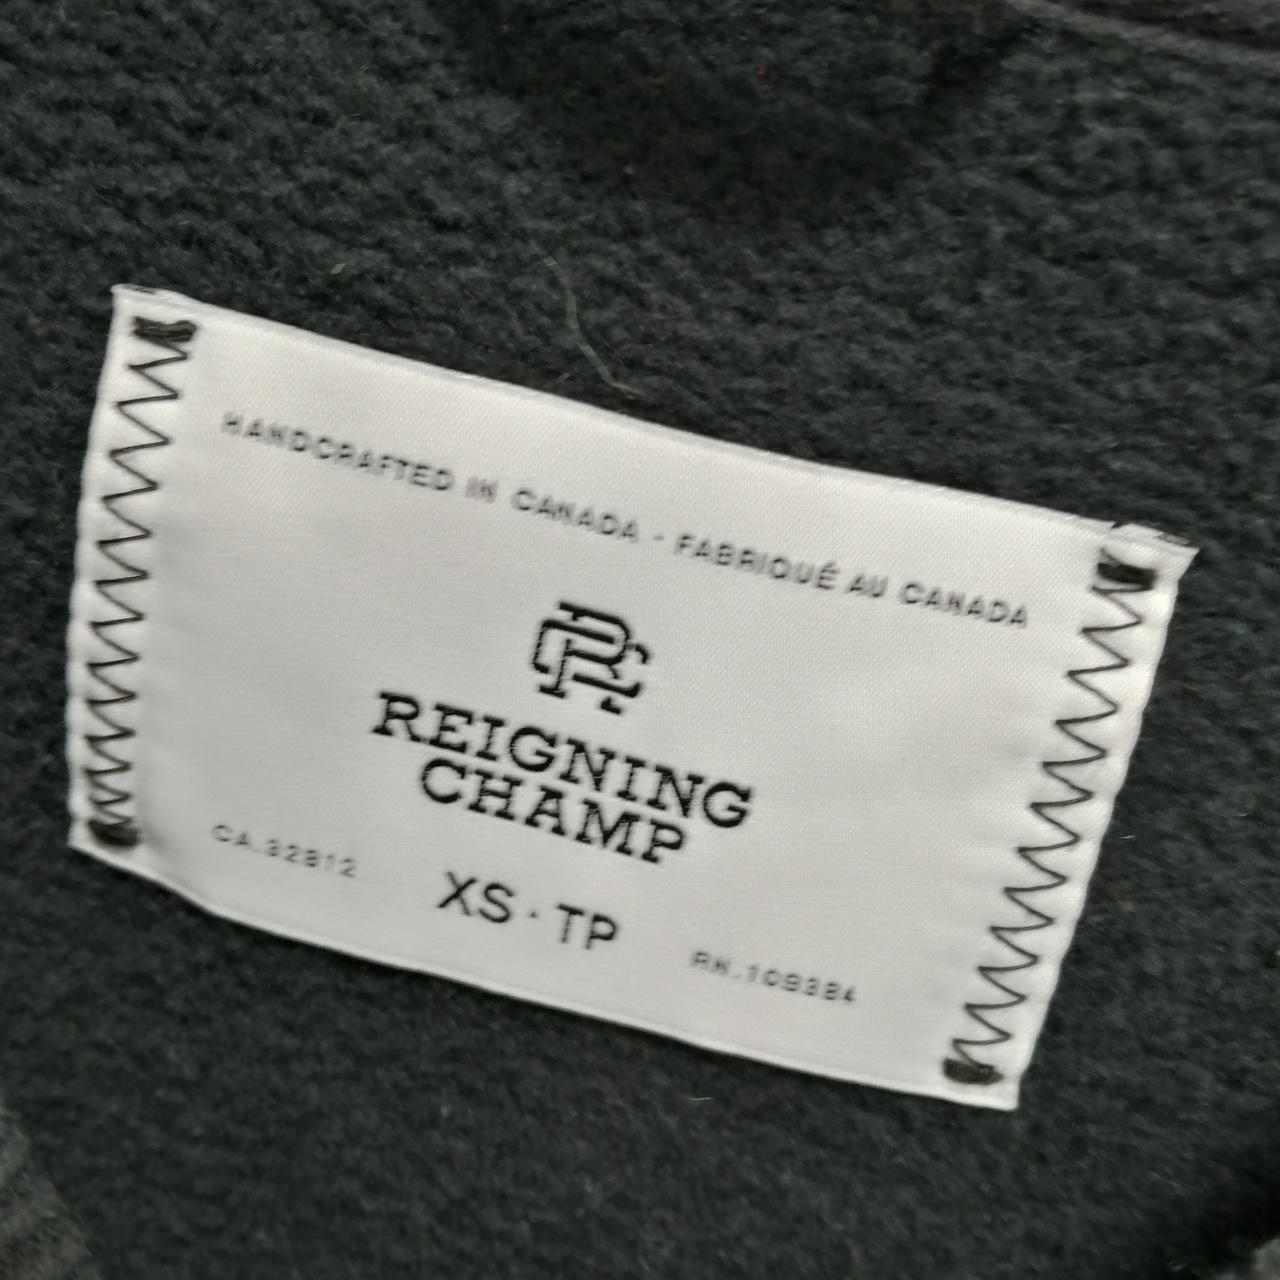 HANDCRAFTED IN CANADA · FABRIQUÉ AU CANADA
RC
REIGNING
CHAMP
CA.32812
XS · TP
RN.109384